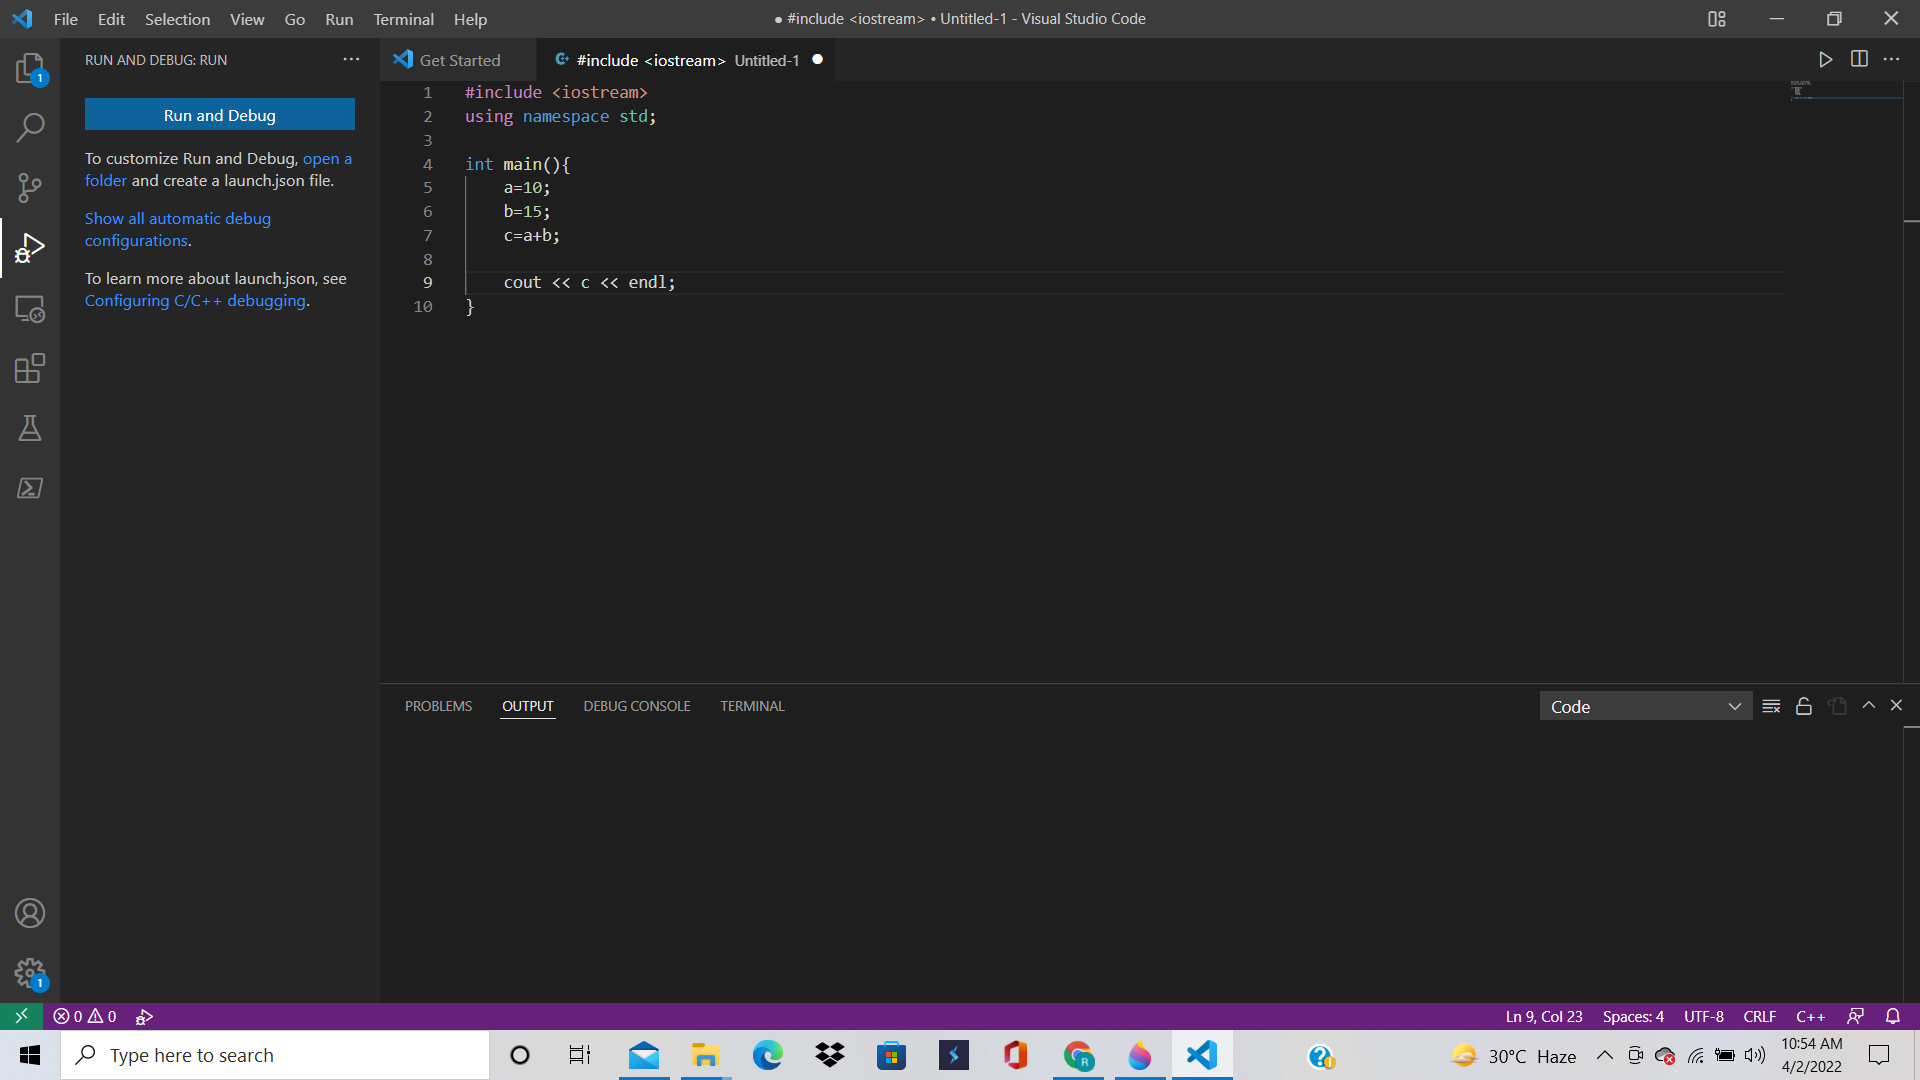 File Edit Selection View Go Run Terminal Help
● #include <iostream> • Untitled-1 - Visual Studio Code
RUN AND DEBUG: RUN
Get Started
#include <iostream> Untitled-1
Run and Debug
To customize Run and Debug, open a
folder and create a launch.json file.
Show all automatic debug
configurations.
To learn more about launch.json, see
Configuring C/C++ debugging.
1 #include <iostream>
2 using namespace std;
3
4 int main(){
5     a=10;
6     b=15;
7     c=a+b;
8
9     cout << c << endl;
10 }
1
1
PROBLEMS OUTPUT DEBUG CONSOLE TERMINAL
Code
0 0
Ln 9, Col 23 Spaces: 4 UTF-8 CRLF C++
Type here to search
R
30°C Haze
10:54 AM
4/2/2022